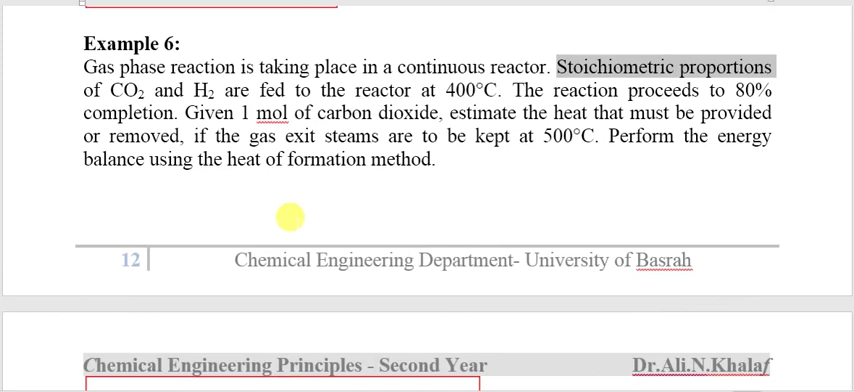 Example 6:
Gas phase reaction is taking place in a continuous reactor. Stoichiometric proportions
of CO₂ and H₂ are fed to the reactor at 400°C. The reaction proceeds to 80%
completion. Given 1 mol of carbon dioxide, estimate the heat that must be provided
or removed, if the gas exit steams are to be kept at 500°C. Perform the energy
balance using the heat of formation method.
12 Chemical Engineering Department- University of Basrah
Chemical Engineering Principles - Second Year Dr.Ali.N.Khalaf